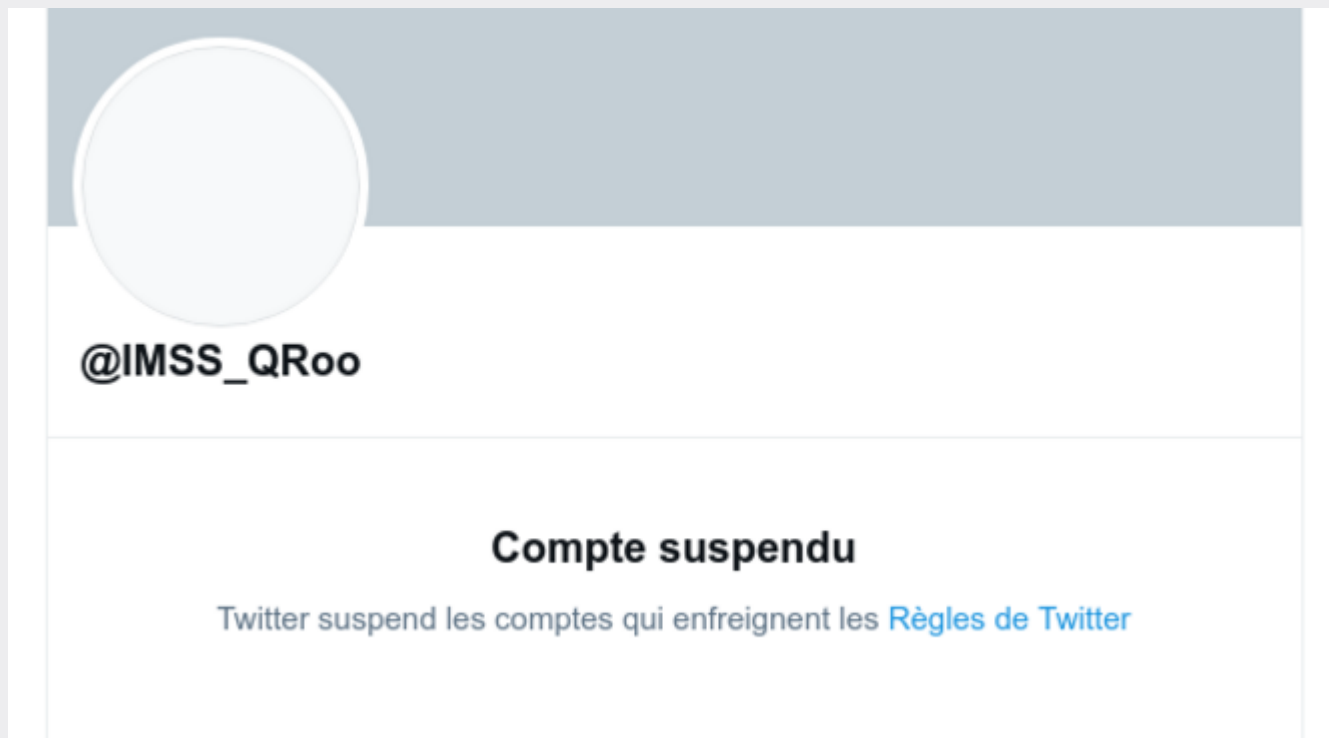 @IMSS_QRoo
Compte suspendu
Twitter suspend les comptes qui enfreignent les Règles de Twitter